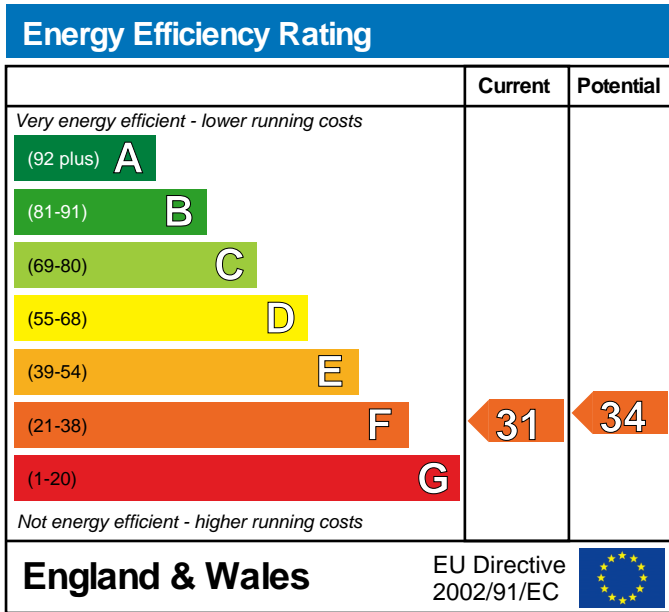 Energy Efficiency Rating
Current Potential
Very energy efficient - lower running costs
(92 plus) A
(81-91) B
(69-80) C
(55-68) D
(39-54) E
(21-38) F 31 34
(1-20) G
Not energy efficient - higher running costs
England & Wales
EU Directive
2002/91/EC